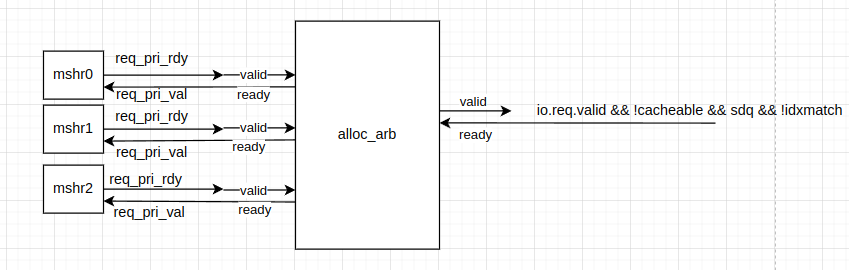 mshr0
req_pri_rdy
valid
req_pri_val
ready
mshr1
req_pri_rdy
valid
req_pri_val
ready
mshr2
req_pri_rdy
valid
req_pri_val
ready
alloc_arb
valid
ready
io.req.valid && !cacheable && sdq && !idxmatch